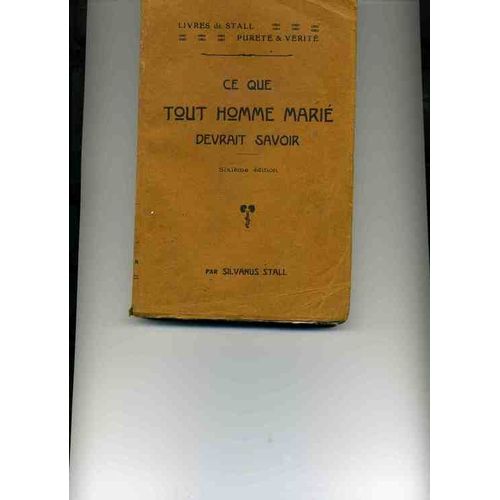 LIVRES de STALL
PURETÉ & VÉRITÉ
CE QUE
TOUT HOMME MARIÉ
DEVRAIT SAVOIR
Sixième édition
PAR SILVANUS STALL